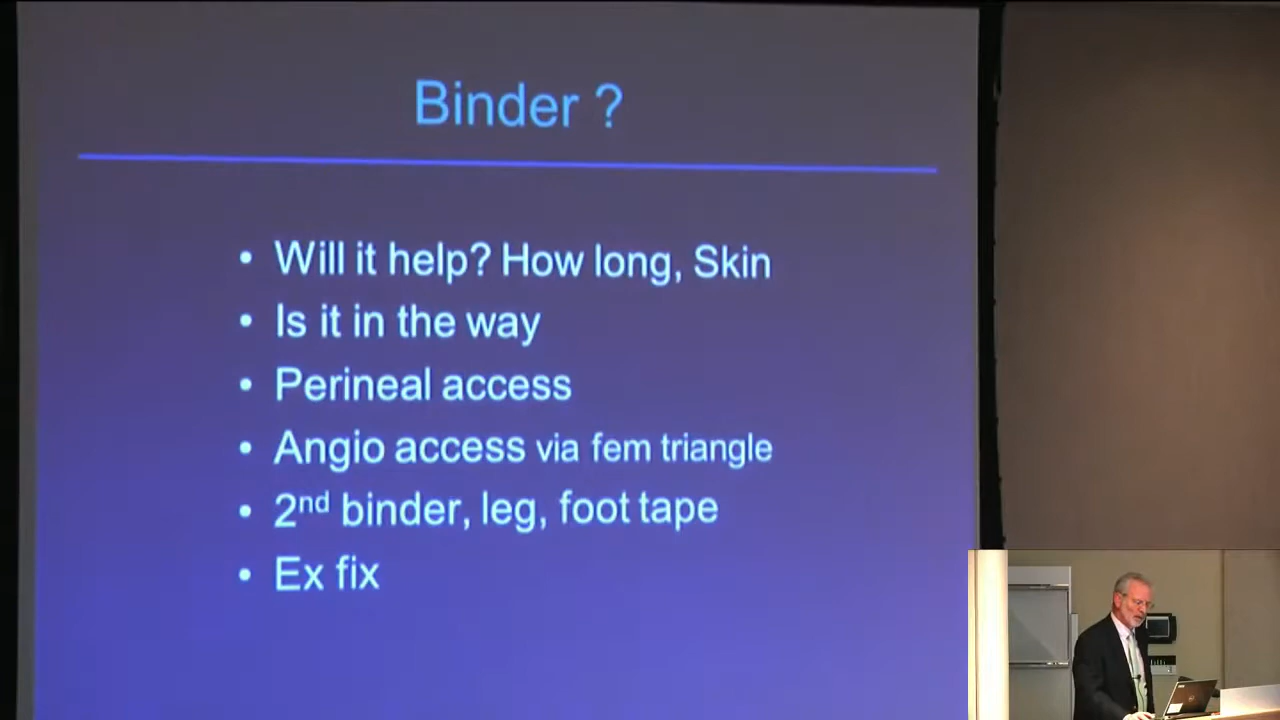 Binder ?
• Will it help? How long, Skin
• Is it in the way
• Perineal access
• Angio access via fem triangle
• 2nd binder, leg, foot tape
• Ex fix